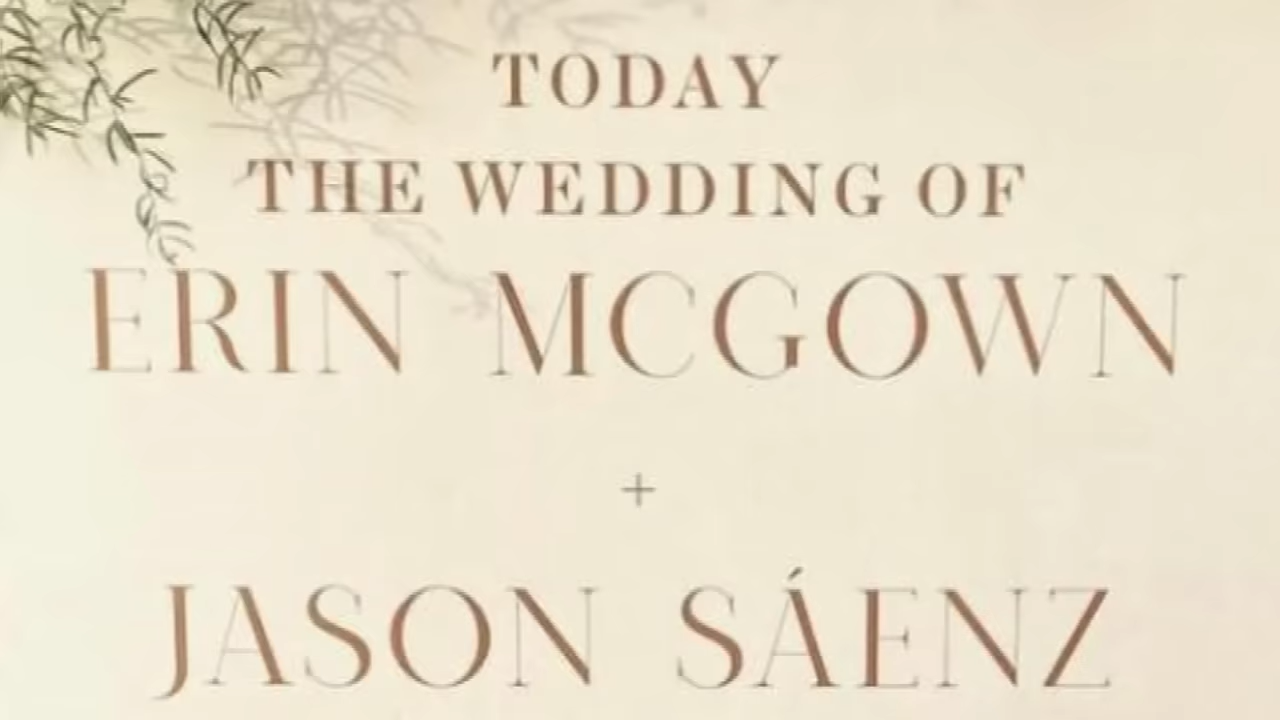 TODAY
THE WEDDING OF
ERIN MCGOWN
+
JASON SÁENZ